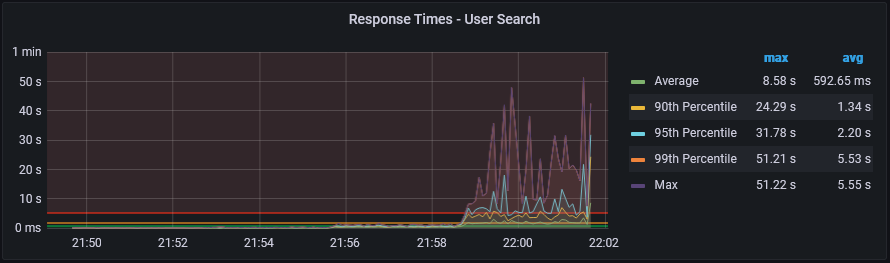 Response Times - User Search
max avg
1 min
50 s
40 s
30 s
20 s
10 s
0 ms
21:50 21:52 21:54 21:56 21:58 22:00 22:02
Average 8.58 s 592.65 ms
90th Percentile 24.29 s 1.34 s
95th Percentile 31.78 s 2.20 s
99th Percentile 51.21 s 5.53 s
Max 51.22 s 5.55 s